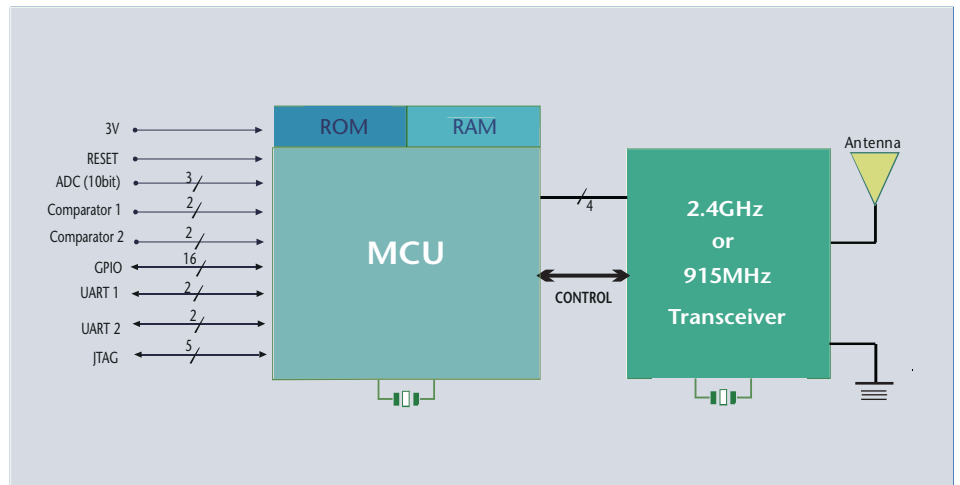 3V
RESET
ADC (10bit) 3
Comparator 1 2
Comparator 2 2
GPIO 16
UART 1 2
UART 2 2
JTAG 5
ROM RAM
MCU
4
CONTROL
2.4GHz
or
915MHz
Transceiver
Antenna